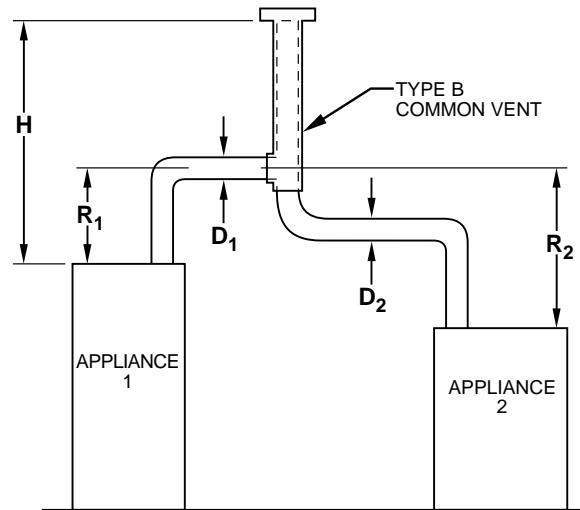 TYPE B
COMMON VENT
H
R1
D1
R2
D2
APPLIANCE
1
APPLIANCE
2